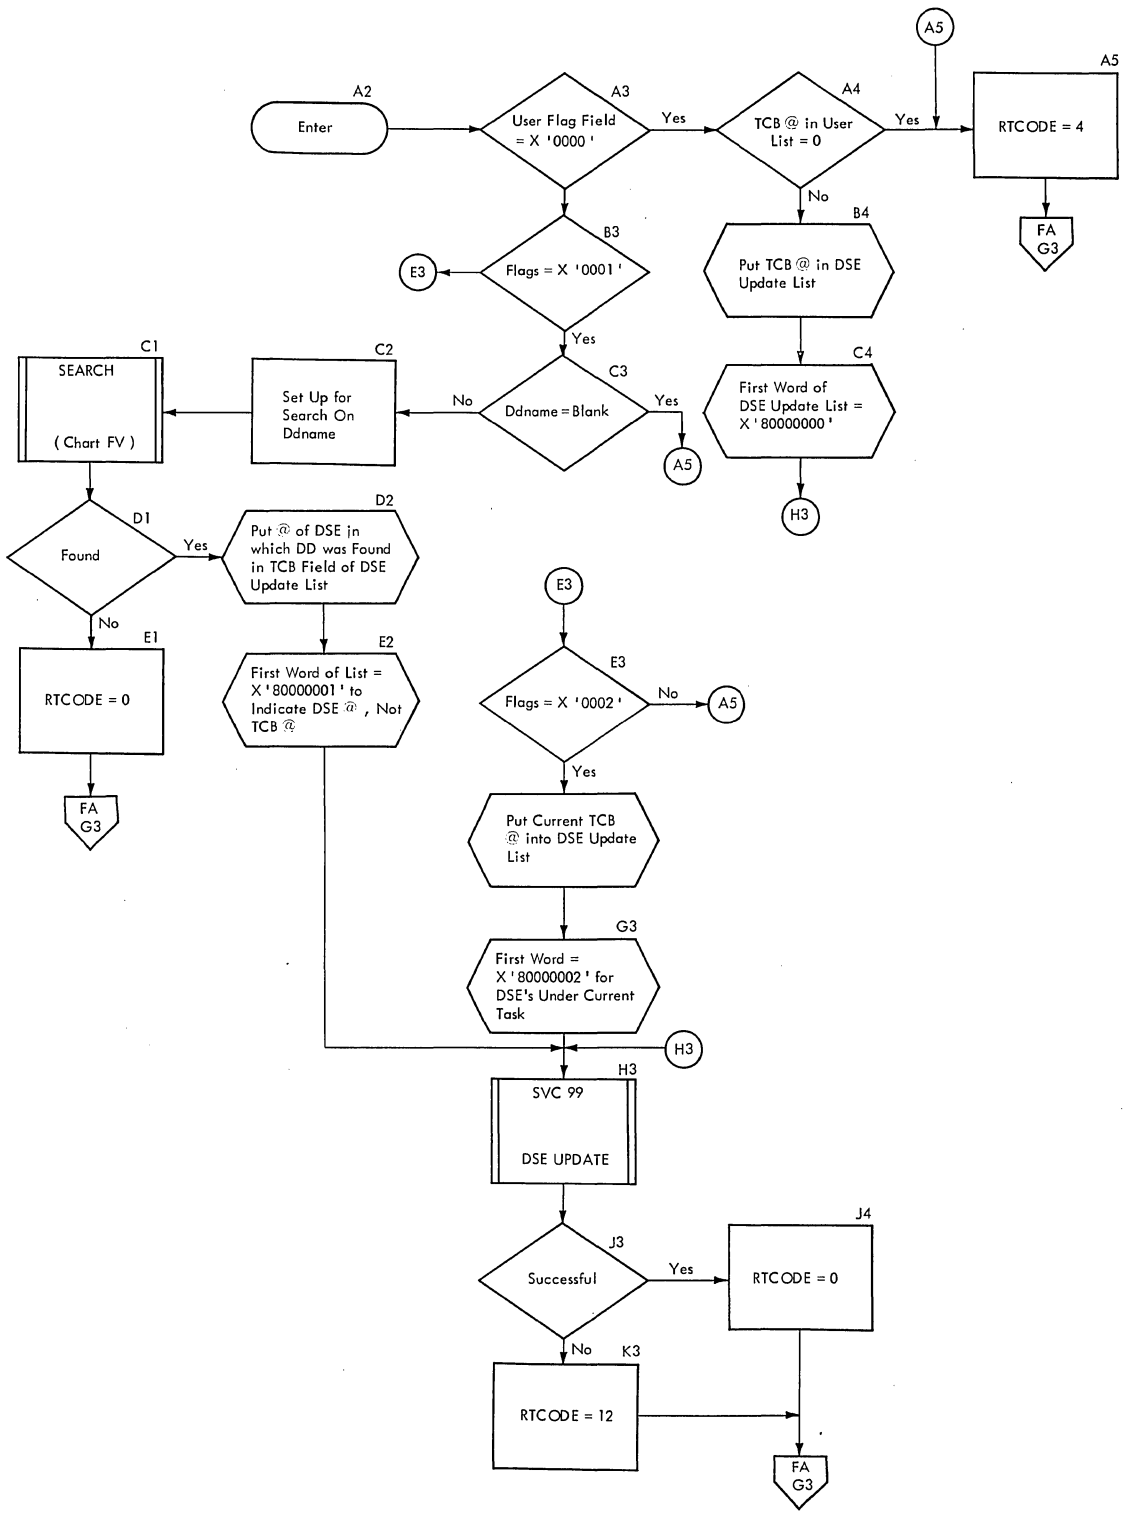 A5
A2
Enter
A3
User Flag Field
= X '0000'
Yes
A4
TCB @ in User
List = 0
Yes
A5
RTCODE = 4
FA
G3
No
B3
Flags = X '0001'
E3
Yes
B4
Put TCB @ in DSE
Update List
C1
SEARCH
( Chart FV )
C2
Set Up for
Search On
Ddname
No
C3
Ddname = Blank
Yes
A5
C4
First Word of
DSE Update List =
X '80000000'
H3
D1
Found
Yes
No
D2
Put @ of DSE in
which DD was Found
in TCB Field of DSE
Update List
E1
RTCODE = 0
FA
G3
E2
First Word of List =
X '80000001' to
Indicate DSE @ , Not
TCB @
E3
E3
Flags = X '0002'
No
A5
Yes
Put Current TCB
@ into DSE Update
List
G3
First Word =
X '80000002' for
DSE's Under Current
Task
H3
H3
SVC 99
DSE UPDATE
J3
Successful
Yes
J4
RTCODE = 0
No
K3
RTCODE = 12
FA
G3